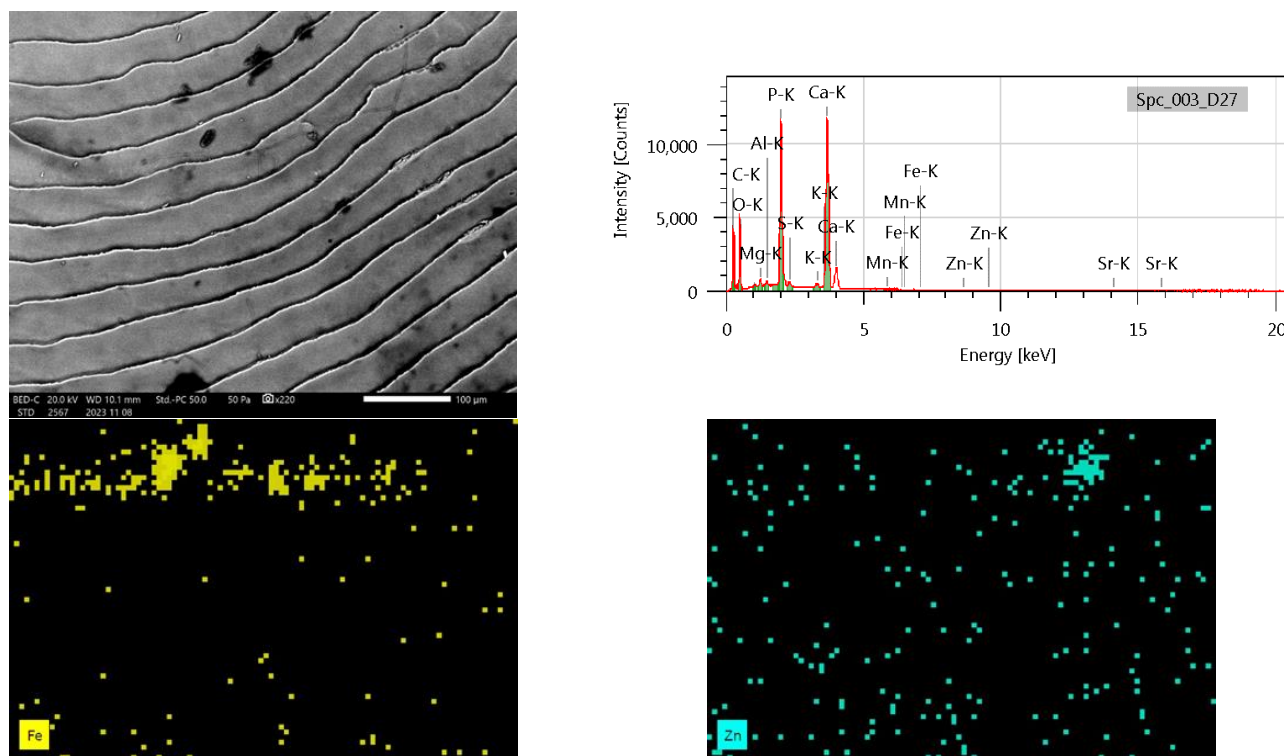 BED-C 20.0 kV WD 10.1 mm Std.-PC 50.0 50 Pa x220 100 µm
STD 2567 2023 11 08
Spc_003_D27
P-K Ca-K
Al-K
C-K
Fe-K
K-K
Mn-K
O-K
S-K Ca-K
Fe-K
Zn-K
Mg-K
K-K
Mn-K
Zn-K
Sr-K Sr-K
Intensity [Counts]
10,000
5,000
0
0 5 10 15 20
Energy [keV]
Fe
Zn